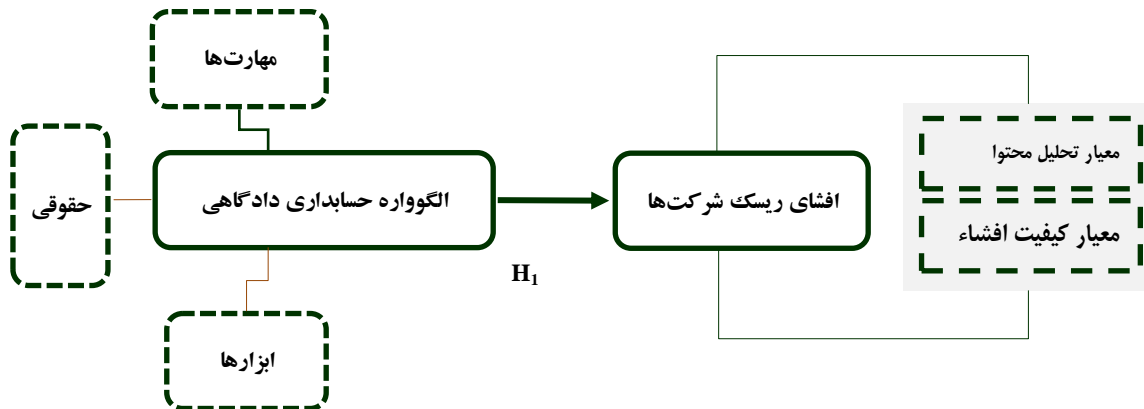 مهارت‌ها
حقوقی
الگوواره حسابداری دادگاهی
ابزارها
H₁
افشای ریسک شرکت‌ها
معیار تحلیل محتوا
معیار کیفیت افشاء